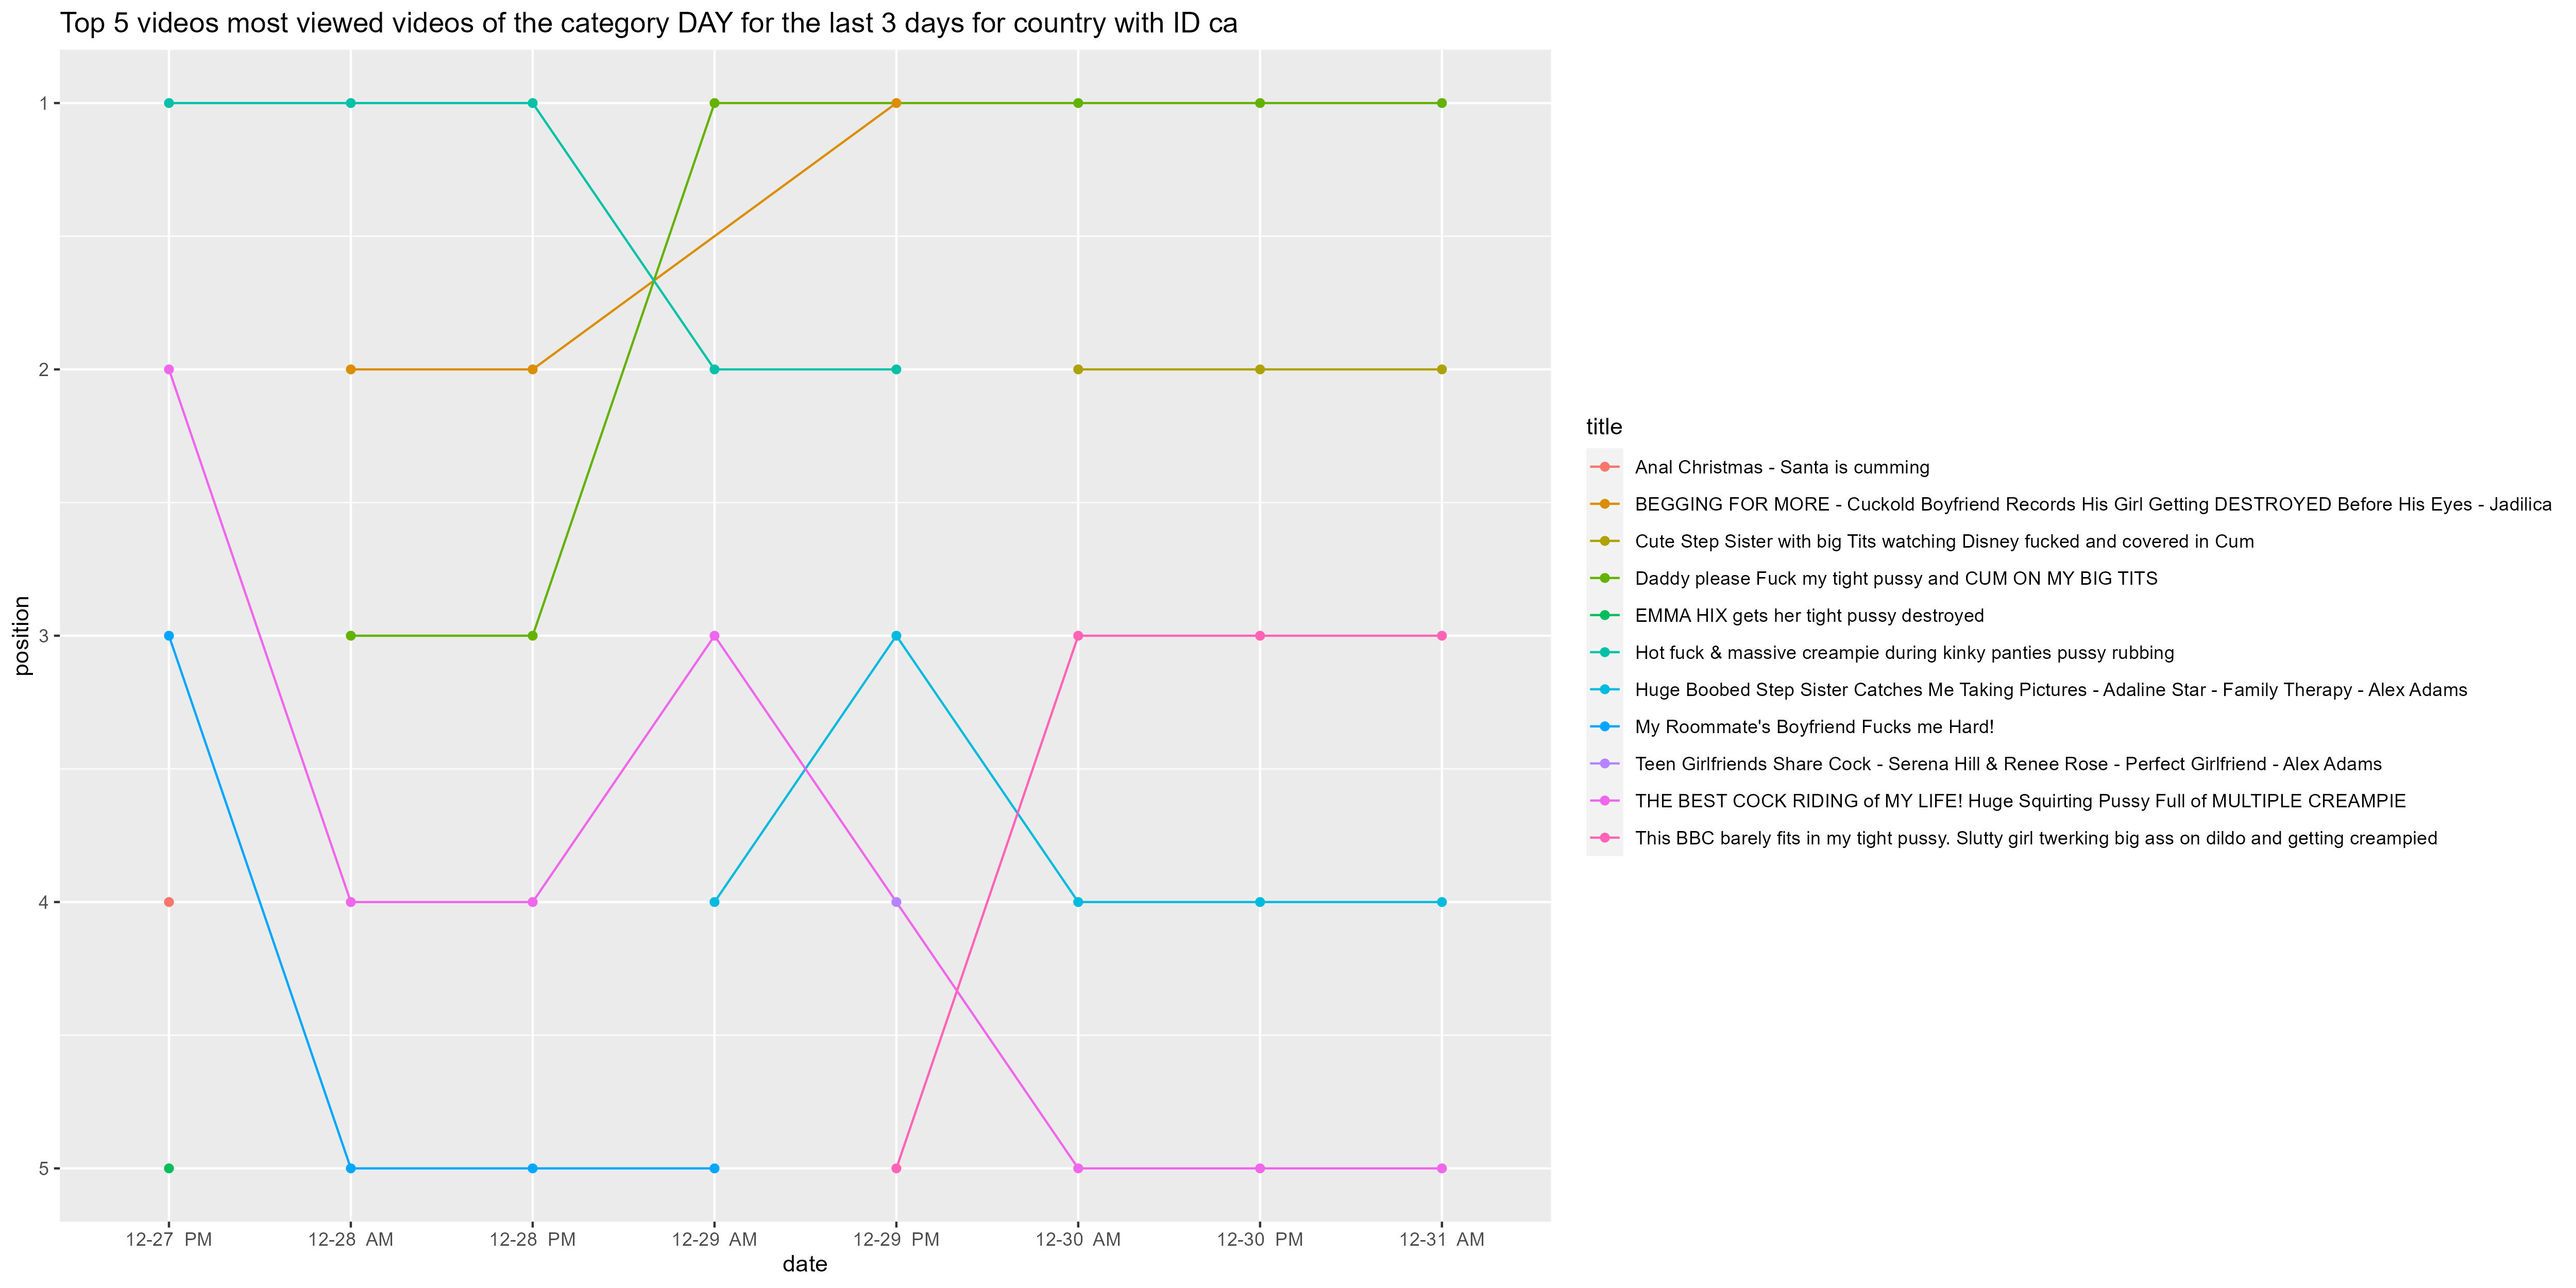 Top 5 videos most viewed videos of the category DAY for the last 3 days for country with ID ca
1
2
3
4
5
position
12-27 PM
12-28 AM
12-28 PM
12-29 AM
12-29 PM
12-30 AM
12-30 PM
12-31 AM
date
title
Anal Christmas - Santa is cumming
BEGGING FOR MORE - Cuckold Boyfriend Records His Girl Getting DESTROYED Before His Eyes - Jadilica
Cute Step Sister with big Tits watching Disney fucked and covered in Cum
Daddy please Fuck my tight pussy and CUM ON MY BIG TITS
EMMA HIX gets her tight pussy destroyed
Hot fuck & massive creampie during kinky panties pussy rubbing
Huge Boobed Step Sister Catches Me Taking Pictures - Adaline Star - Family Therapy - Alex Adams
My Roommate's Boyfriend Fucks me Hard!
Teen Girlfriends Share Cock - Serena Hill & Renee Rose - Perfect Girlfriend - Alex Adams
THE BEST COCK RIDING of MY LIFE! Huge Squirting Pussy Full of MULTIPLE CREAMPIE
This BBC barely fits in my tight pussy. Slutty girl twerking big ass on dildo and getting creampied